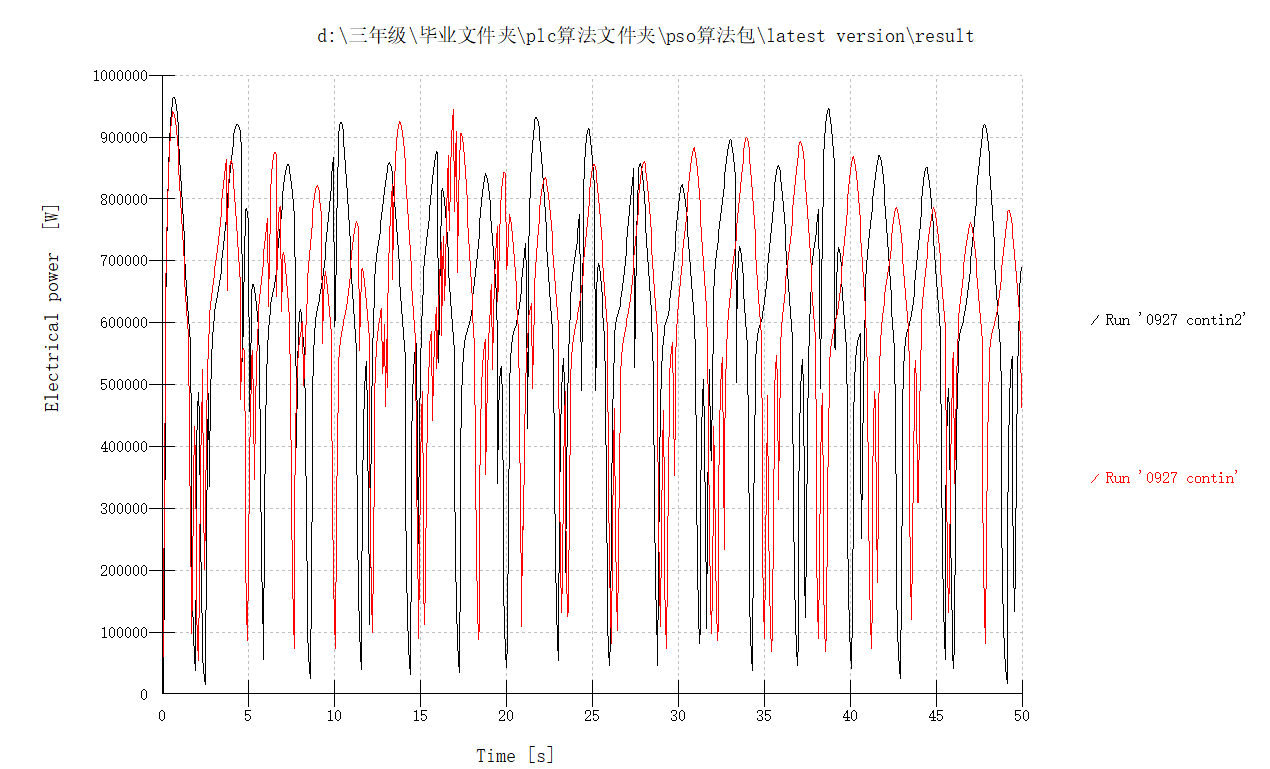 d:\三年级\毕业文件夹\plc算法文件夹\pso算法包\latest version\result
1000000
900000
800000
700000
600000
500000
400000
300000
200000
100000
0
Electrical power [W]
0 5 10 15 20 25 30 35 40 45 50
Time [s]
Run '0927 contin2'
Run '0927 contin'